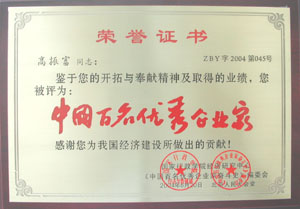 荣誉证书
ZBY字2004第045号
高振富 同志：
鉴于您的开拓与奉献精神及取得的业绩，您
被评为：
中国百名优秀企业家
感谢您为我国经济建设所做出的贡献！